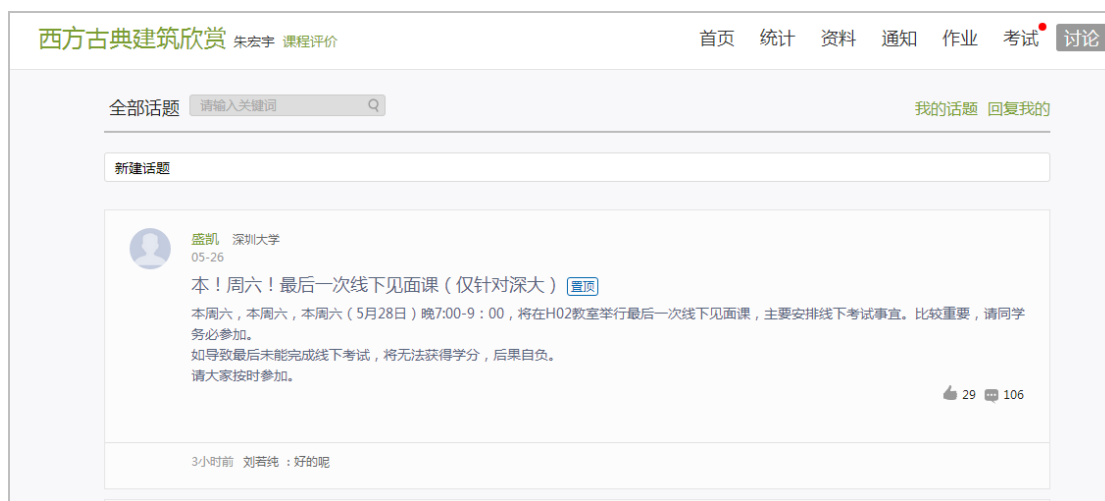 西方古典建筑欣赏 朱宏宇 课程评价 首页 统计 资料 通知 作业 考试 讨论
全部话题 请输入关键词 我的话题 回复我的
新建话题
盛凯 深圳大学
05-26
本！周六！最后一次线下见面课（仅针对深大） 置顶
本周六，本周六，本周六（5月28日）晚7:00-9：00，将在H02教室举行最后一次线下见面课，主要安排线下考试事宜。比较重要，请同学
务必参加。
如导致最后未能完成线下考试，将无法获得学分，后果自负。
请大家按时参加。
29 106
3小时前 刘若纯 ：好的呢